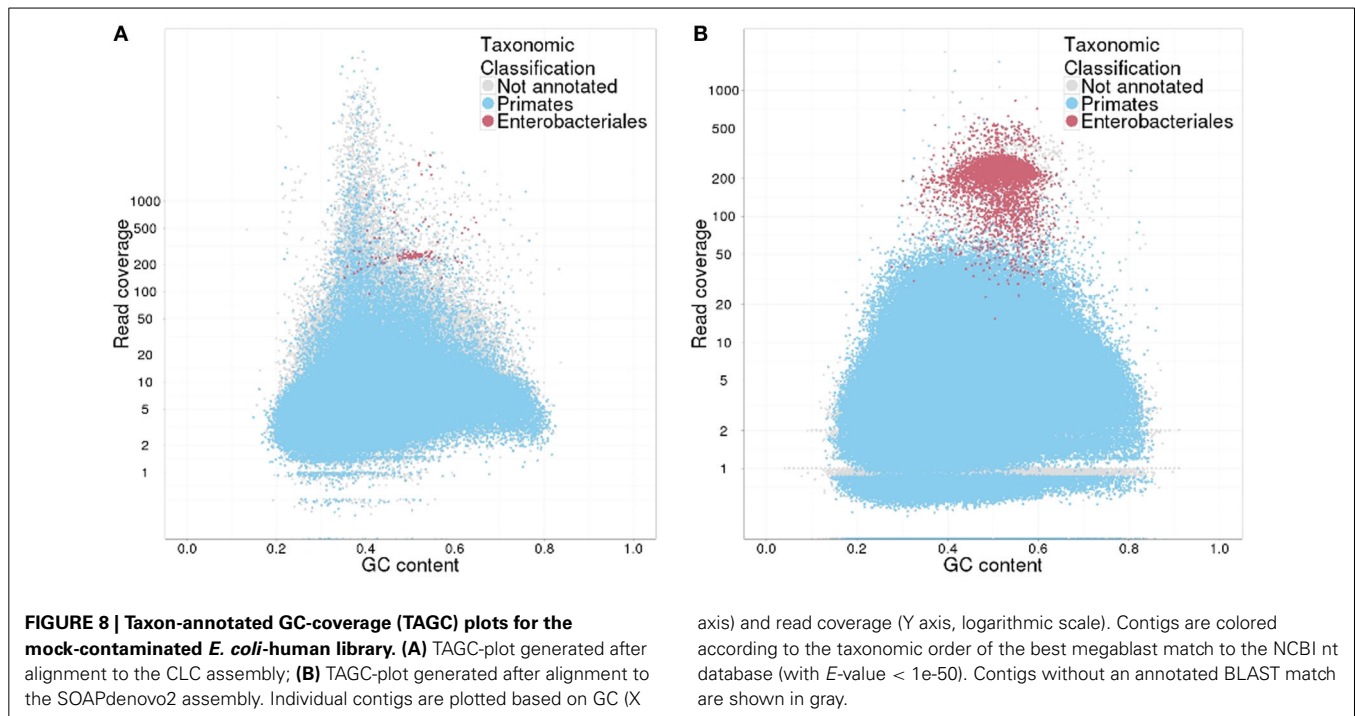 A
Taxonomic
Classification
Not annotated
Primates
Enterobacteriales
1000
500
200
100
50
20
10
5
2
1
Read coverage
0.0 0.2 0.4 0.6 0.8 1.0
GC content
B
Taxonomic
Classification
Not annotated
Primates
Enterobacteriales
1000
500
200
100
50
20
10
5
2
1
Read coverage
0.0 0.2 0.4 0.6 0.8 1.0
GC content
FIGURE 8 | Taxon-annotated GC-coverage (TAGC) plots for the
mock-contaminated E. coli-human library. (A) TAGC-plot generated after
alignment to the CLC assembly; (B) TAGC-plot generated after alignment to
the SOAPdenovo2 assembly. Individual contigs are plotted based on GC (X
axis) and read coverage (Y axis, logarithmic scale). Contigs are colored
according to the taxonomic order of the best megablast match to the NCBI nt
database (with E-value < 1e-50). Contigs without an annotated BLAST match
are shown in gray.